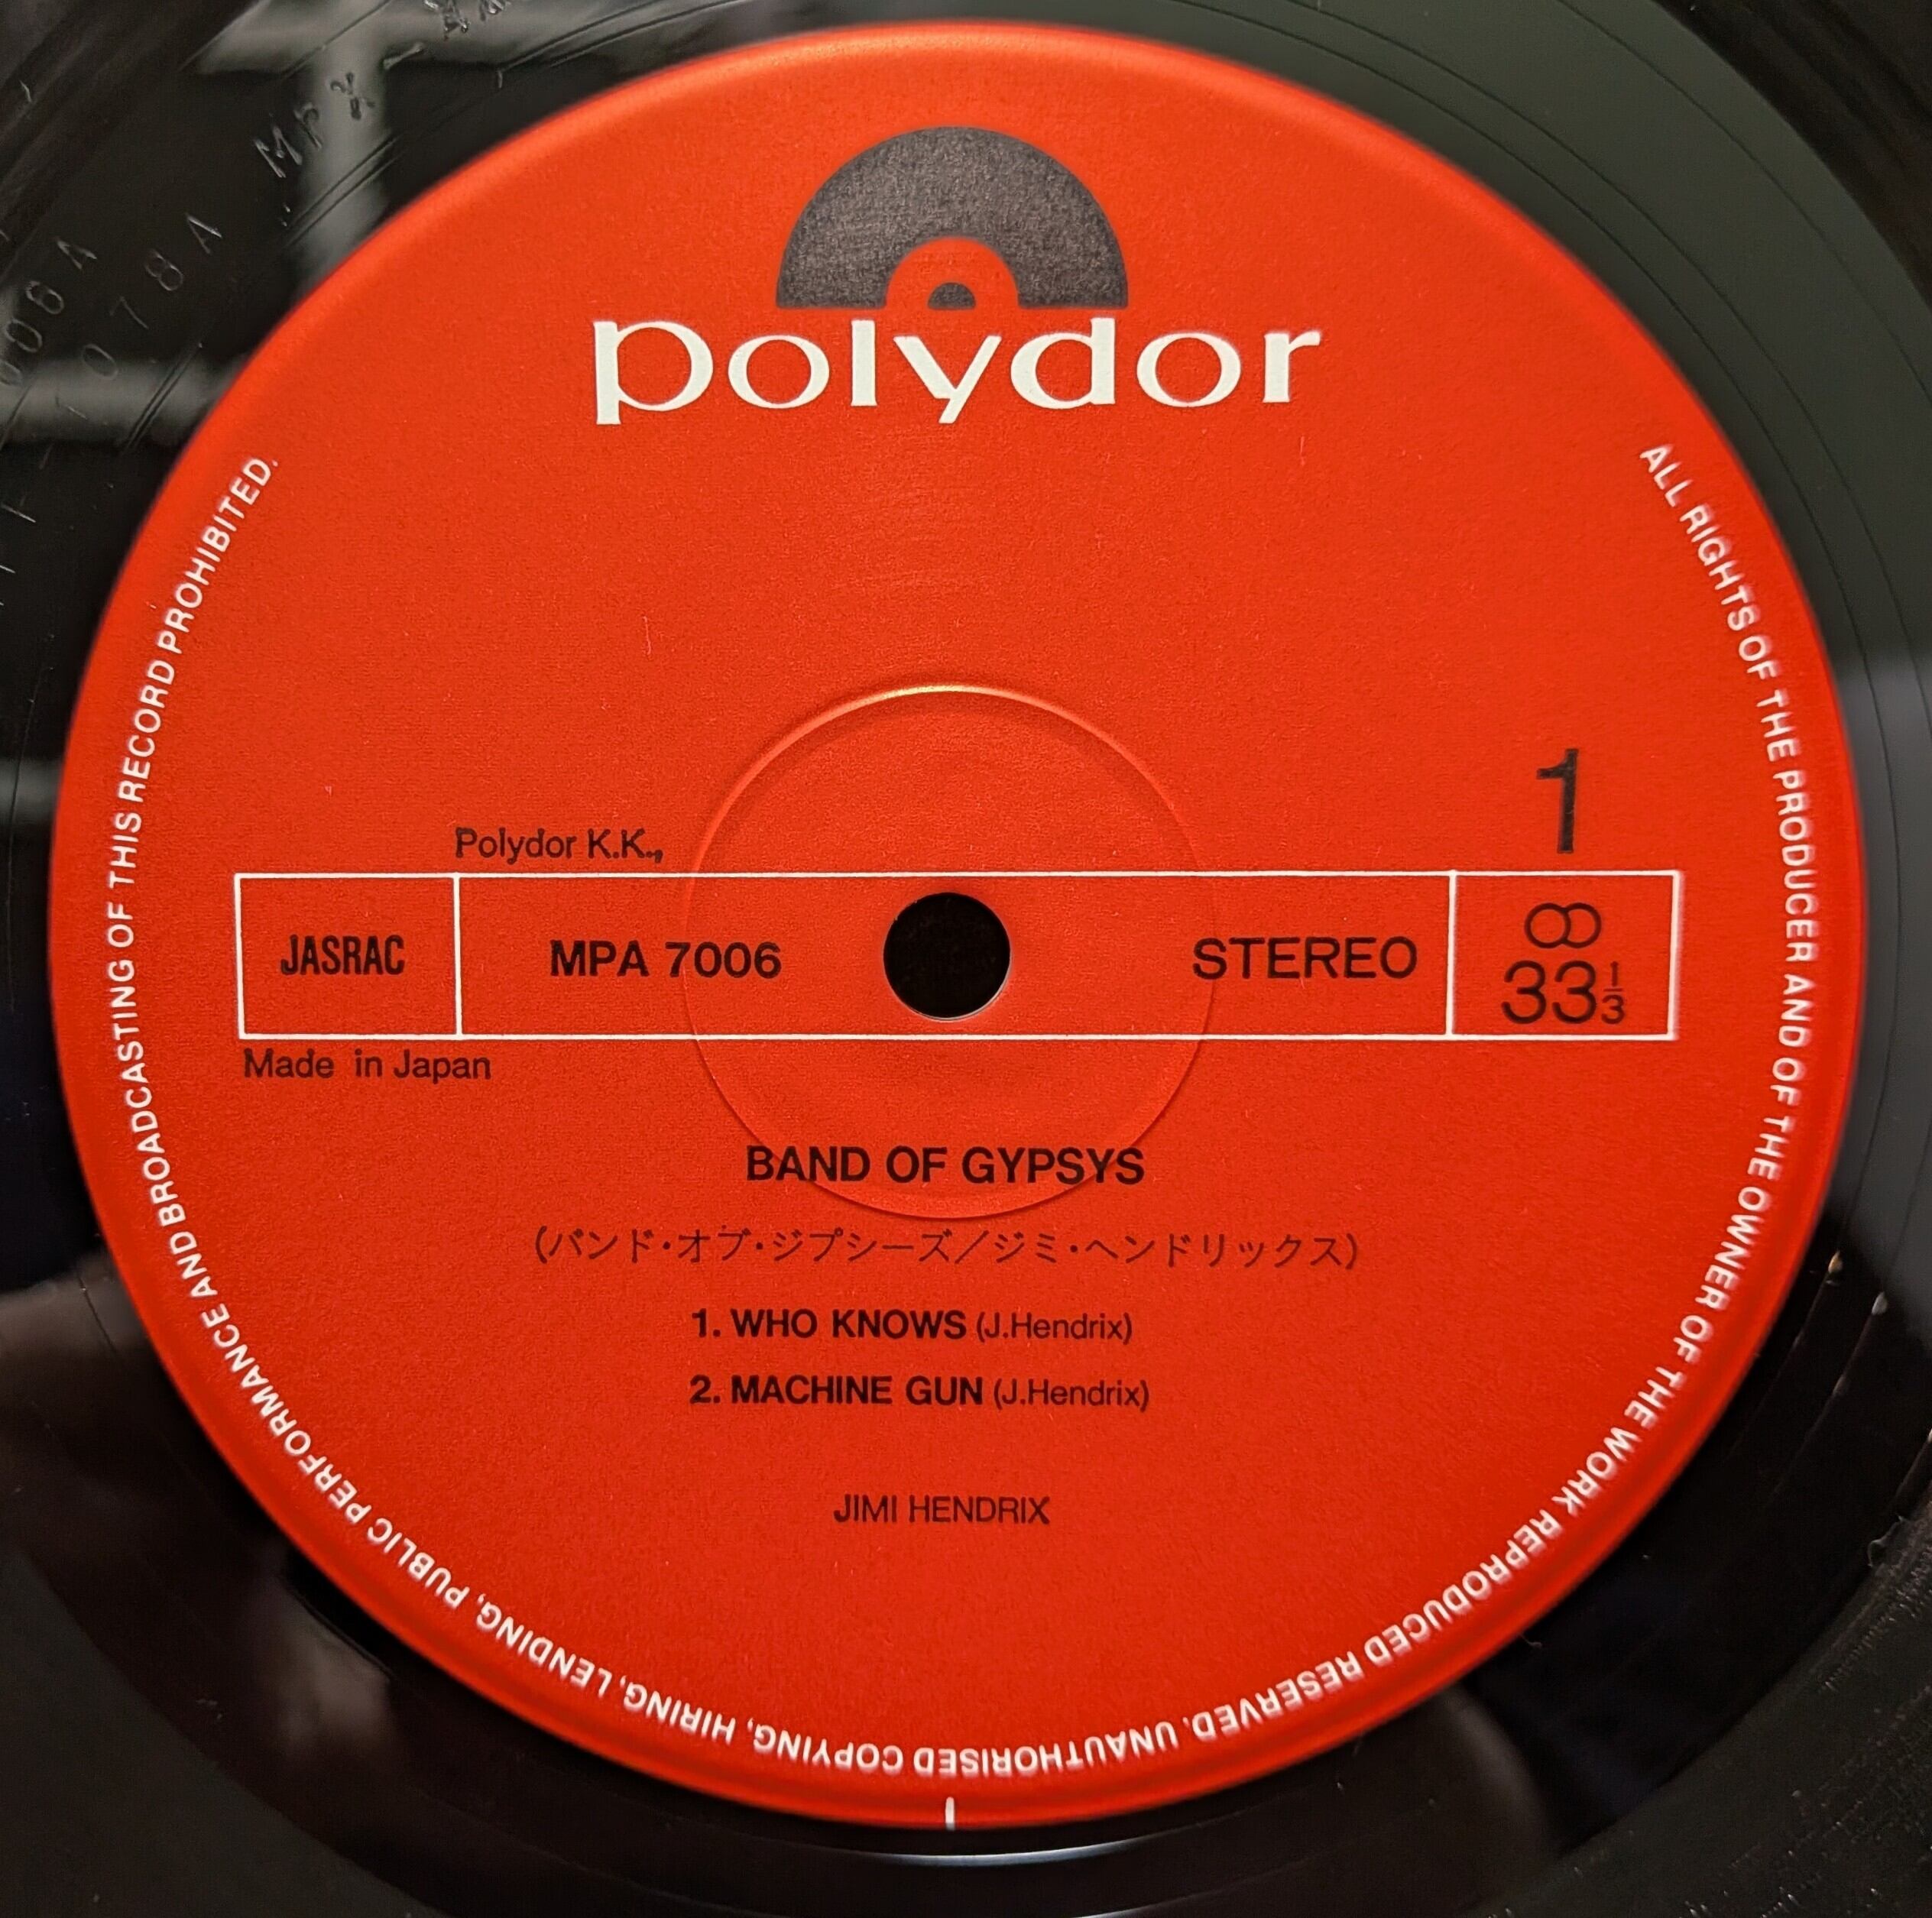 polydor
ALL RIGHTS OF THE PRODUCER AND OF THE OWNER OF THE WORK REPRODUCED RESERVED. UNAUTHORISED COPYING, HIRING, LENDING, PUBLIC PERFORMANCE AND BROADCASTING OF THIS RECORD PROHIBITED.
1
Polydor K.K.,
JASRAC MPA 7006 STEREO
33 1/3
Made in Japan
BAND OF GYPSYS
(バンド・オブ・ジプシーズ/ジミ・ヘンドリックス)
1. WHO KNOWS (J.Hendrix)
2. MACHINE GUN (J.Hendrix)
JIMI HENDRIX